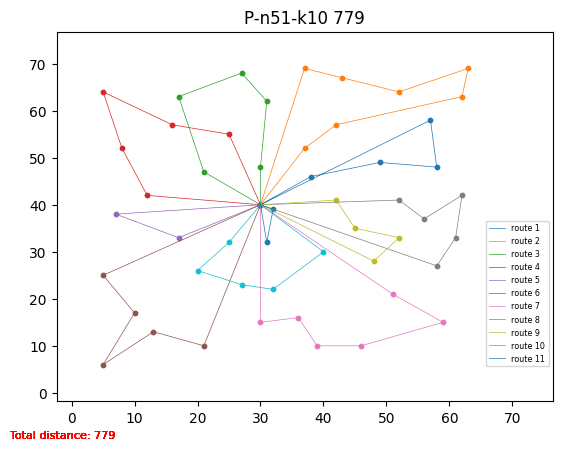 P-n51-k10 779
70
60
50
40
30
20
10
0
route 1
route 2
route 3
route 4
route 5
route 6
route 7
route 8
route 9
route 10
route 11
0 10 20 30 40 50 60 70
Total distance: 779